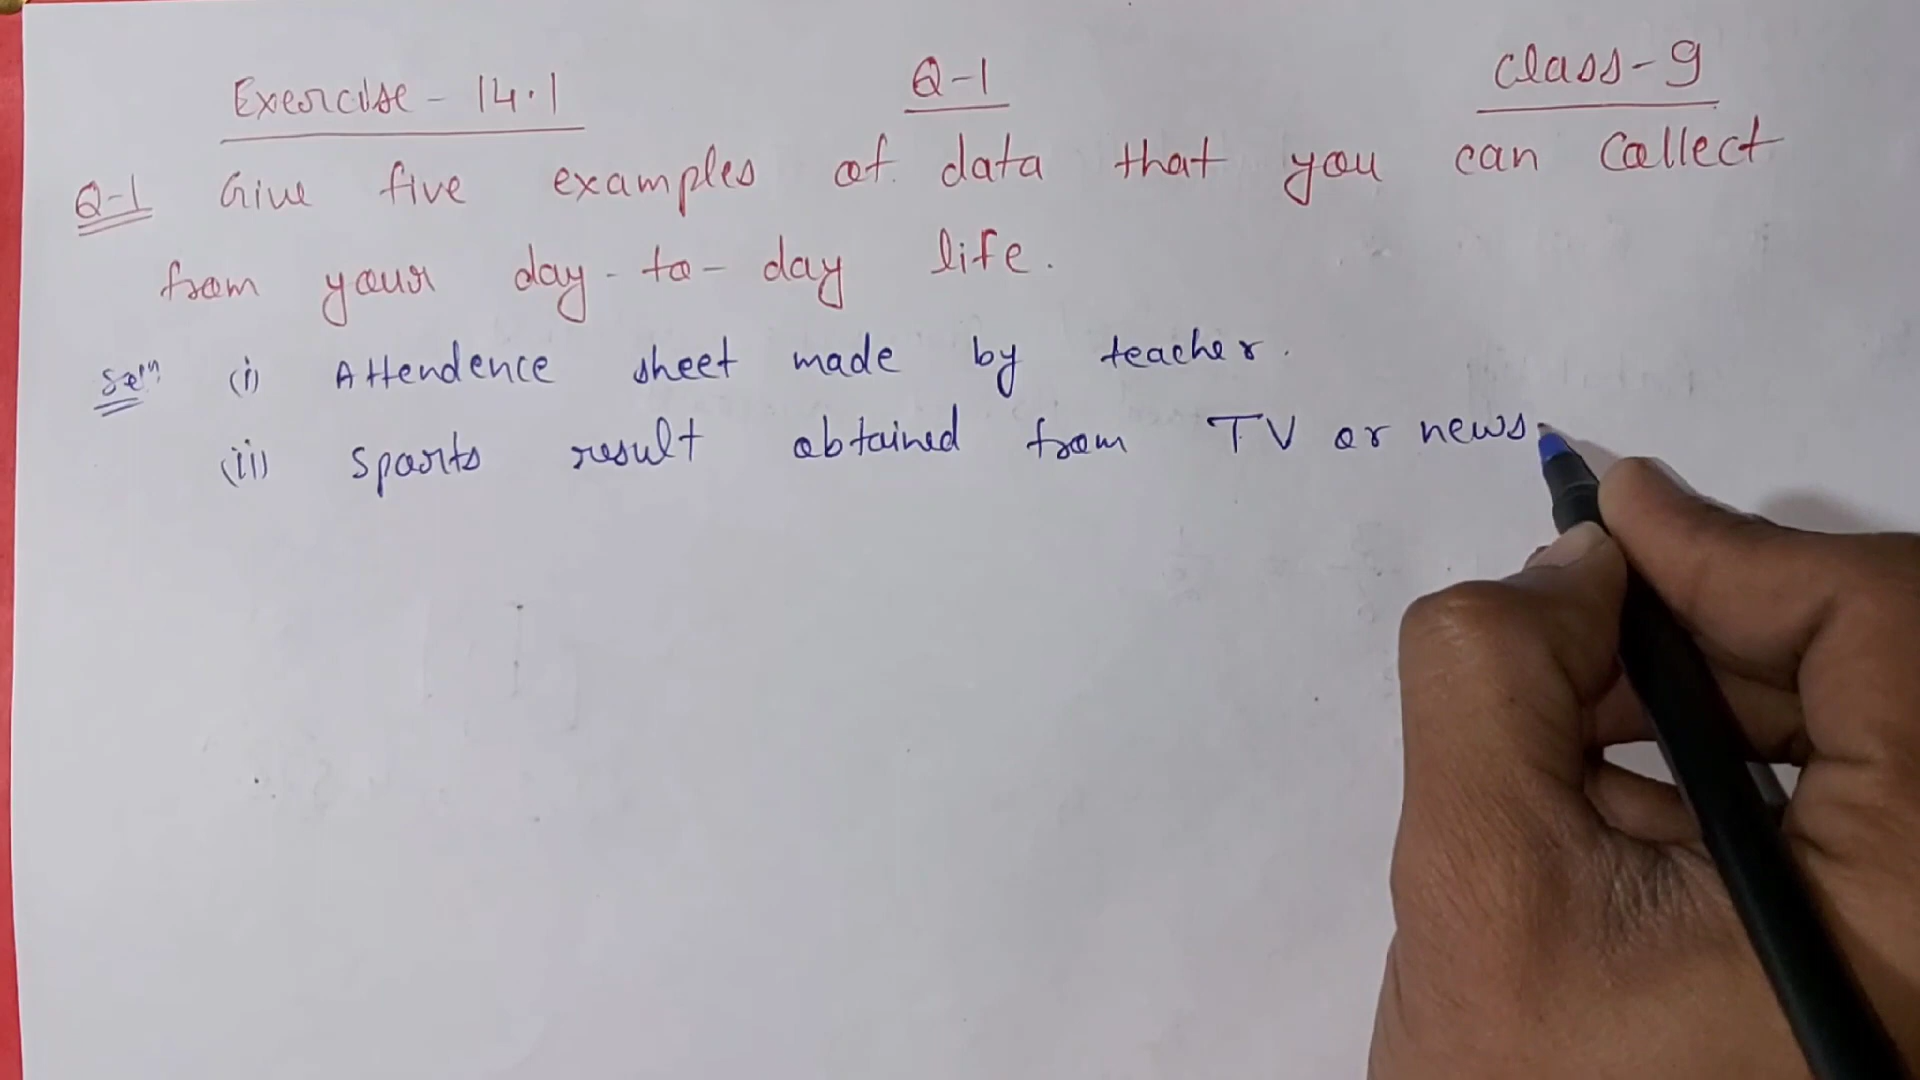 Exercise - 14.1 Q-1 Class-9
Q-1 Give five examples of data that you can collect
from your day-to-day life.
Solⁿ (i) Attendence sheet made by teacher.
(ii) Sports result obtained from TV or news